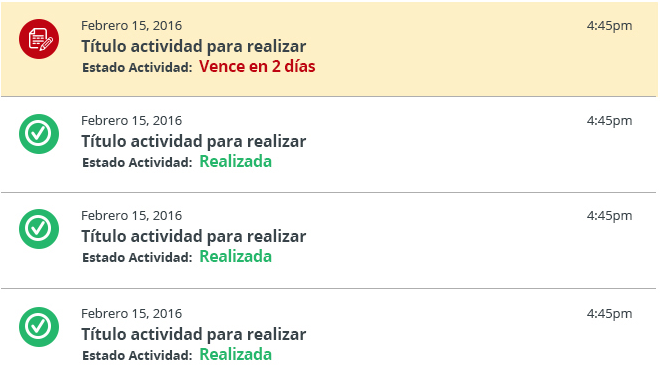 Febrero 15, 2016 4:45pm
Título actividad para realizar
Estado Actividad: Vence en 2 días
Febrero 15, 2016 4:45pm
Título actividad para realizar
Estado Actividad: Realizada
Febrero 15, 2016 4:45pm
Título actividad para realizar
Estado Actividad: Realizada
Febrero 15, 2016 4:45pm
Título actividad para realizar
Estado Actividad: Realizada